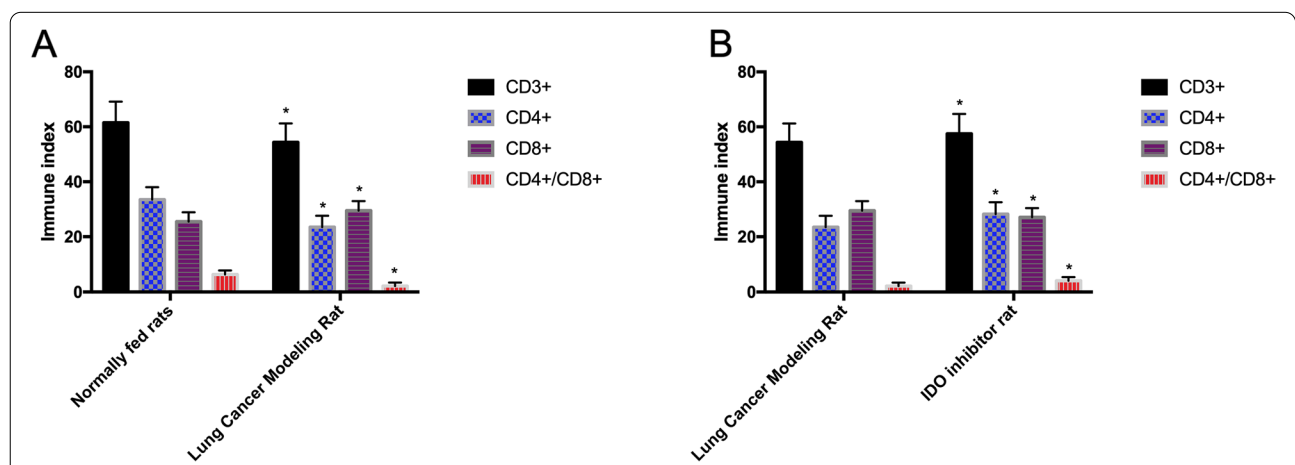 A
Immune index
80
60
40
20
0
*
*
*
*
Normally fed rats
Lung Cancer Modeling Rat
CD3+
CD4+
CD8+
CD4+/CD8+
B
Immune index
80
60
40
20
0
*
*
*
*
Lung Cancer Modeling Rat
IDO inhibitor rat
CD3+
CD4+
CD8+
CD4+/CD8+